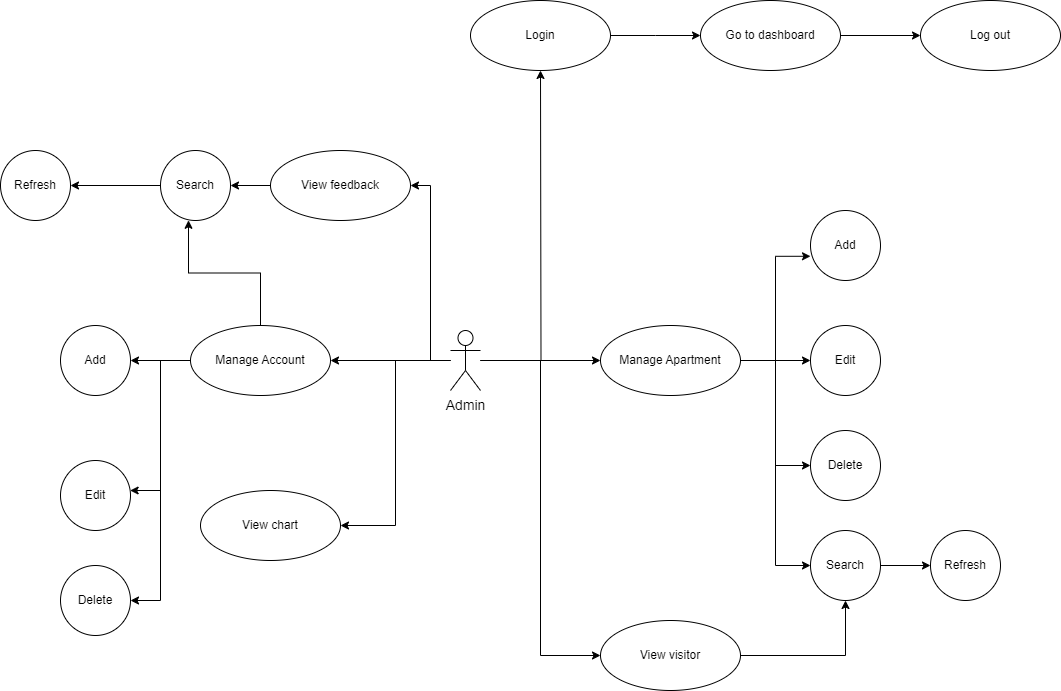 Login
Go to dashboard
Log out
Refresh
Search
View feedback
Add
Add
Manage Account
Manage Apartment
Edit
Admin
Delete
Edit
View chart
Search
Refresh
Delete
View visitor